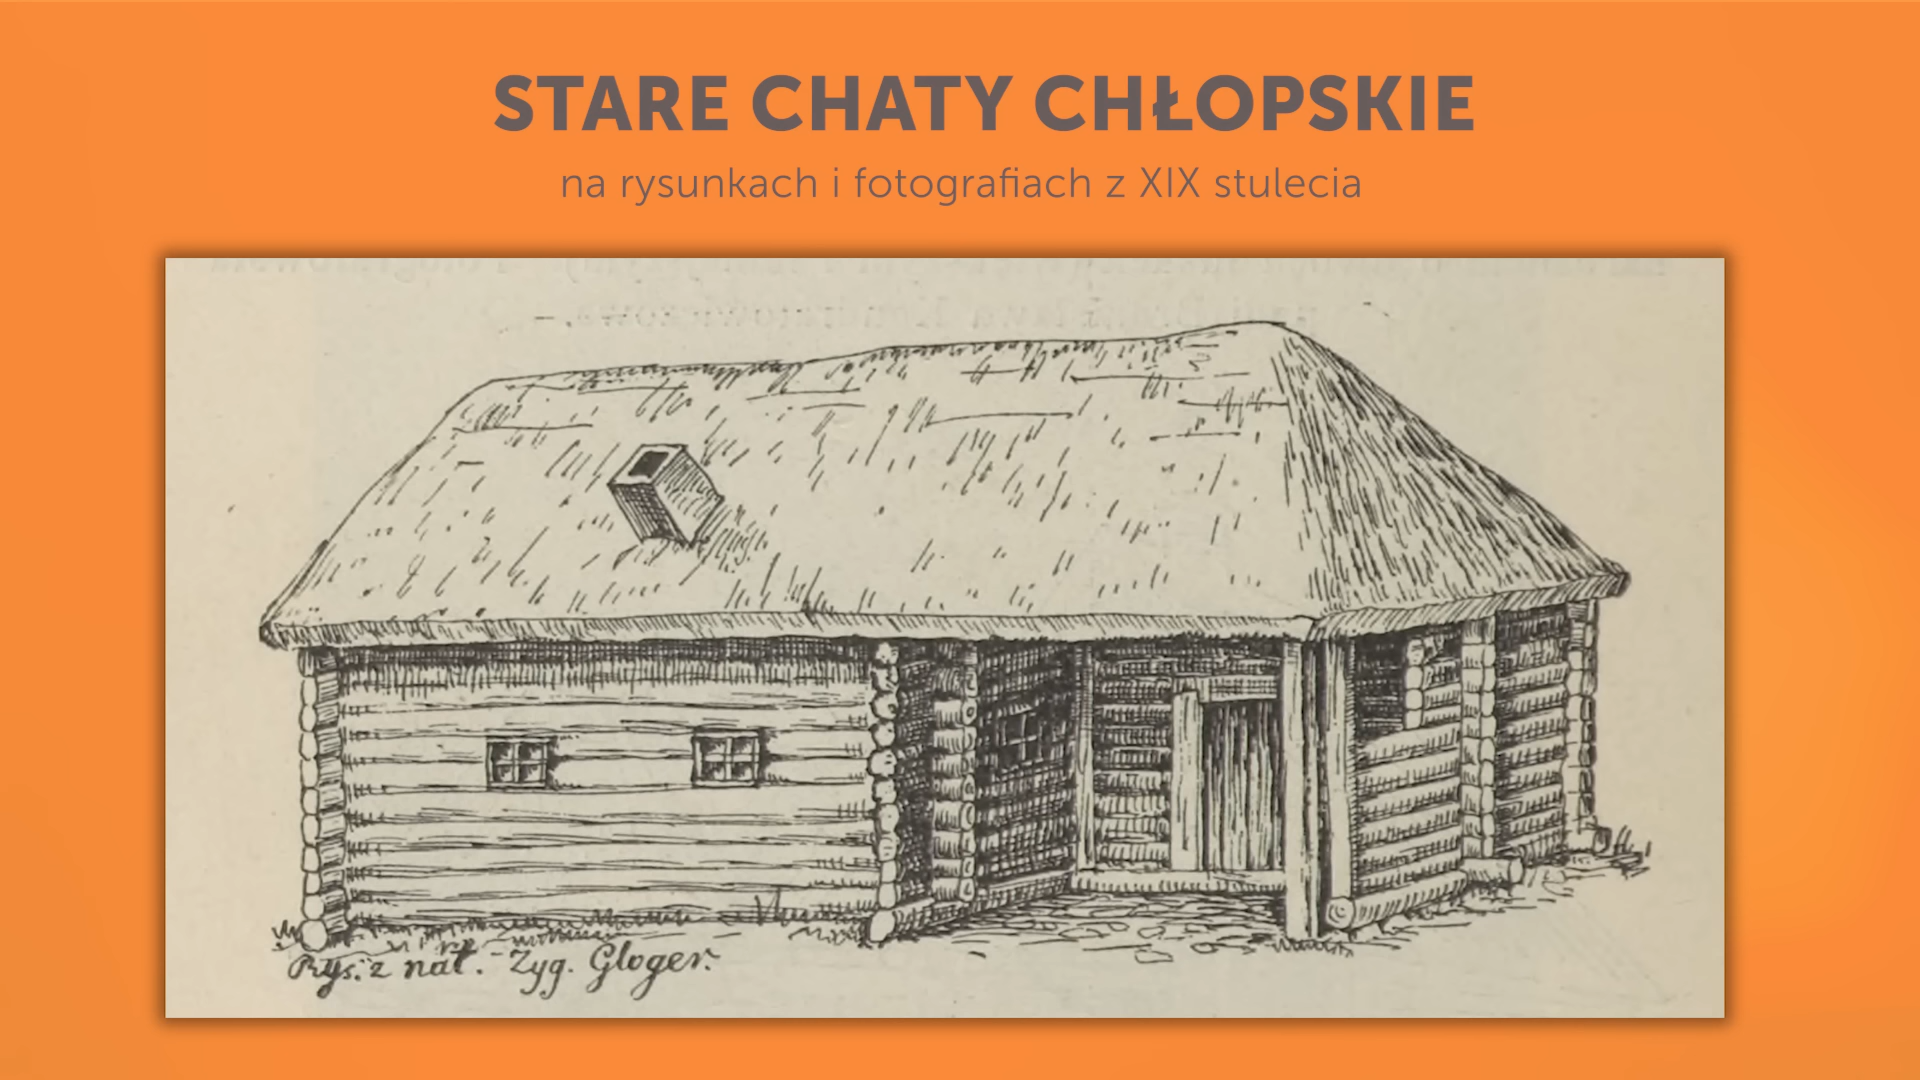 STARE CHATY CHŁOPSKIE
na rysunkach i fotografiach z XIX stulecia
Rys. z nat. - Zyg. Gloger.